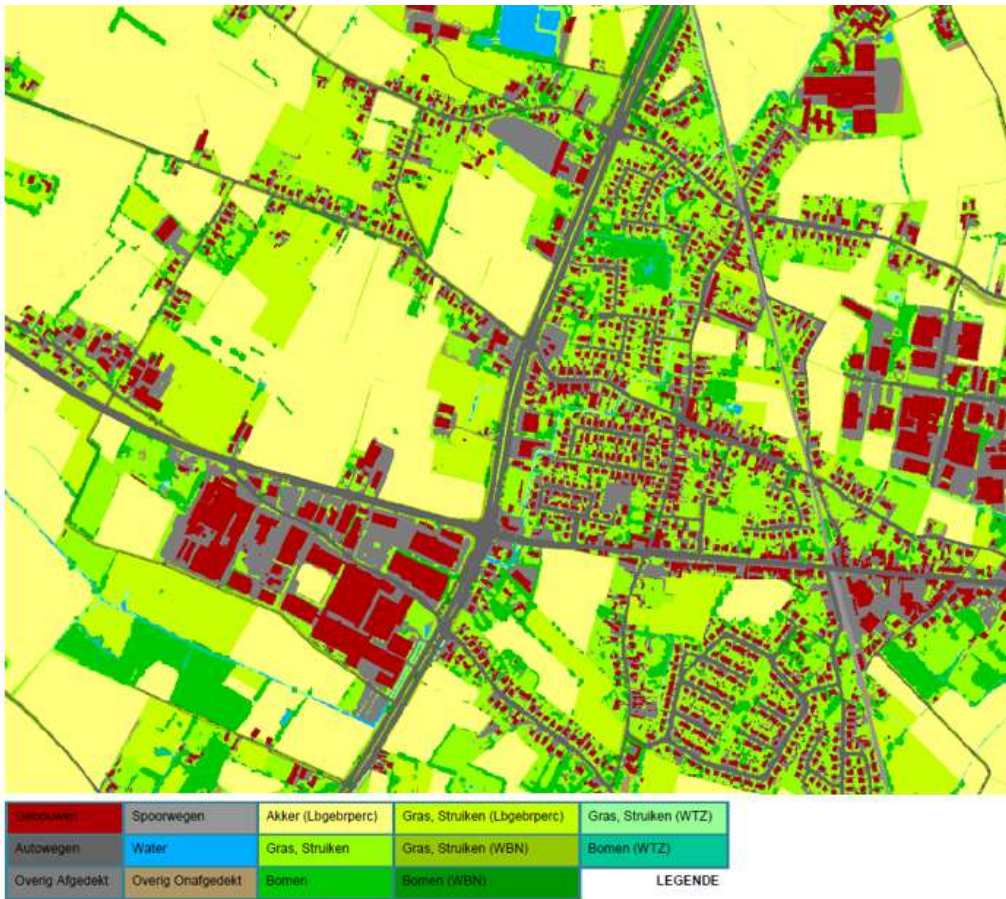 Gebouwen Spoorwegen Akker (Lbgebrperc) Gras, Struiken (Lbgebrperc) Gras, Struiken (WTZ)
Autowegen Water Gras, Struiken Gras, Struiken (WBN) Bomen (WTZ)
Overig Afgedekt Overig Onafgedekt Bomen Bomen (WBN) LEGENDE